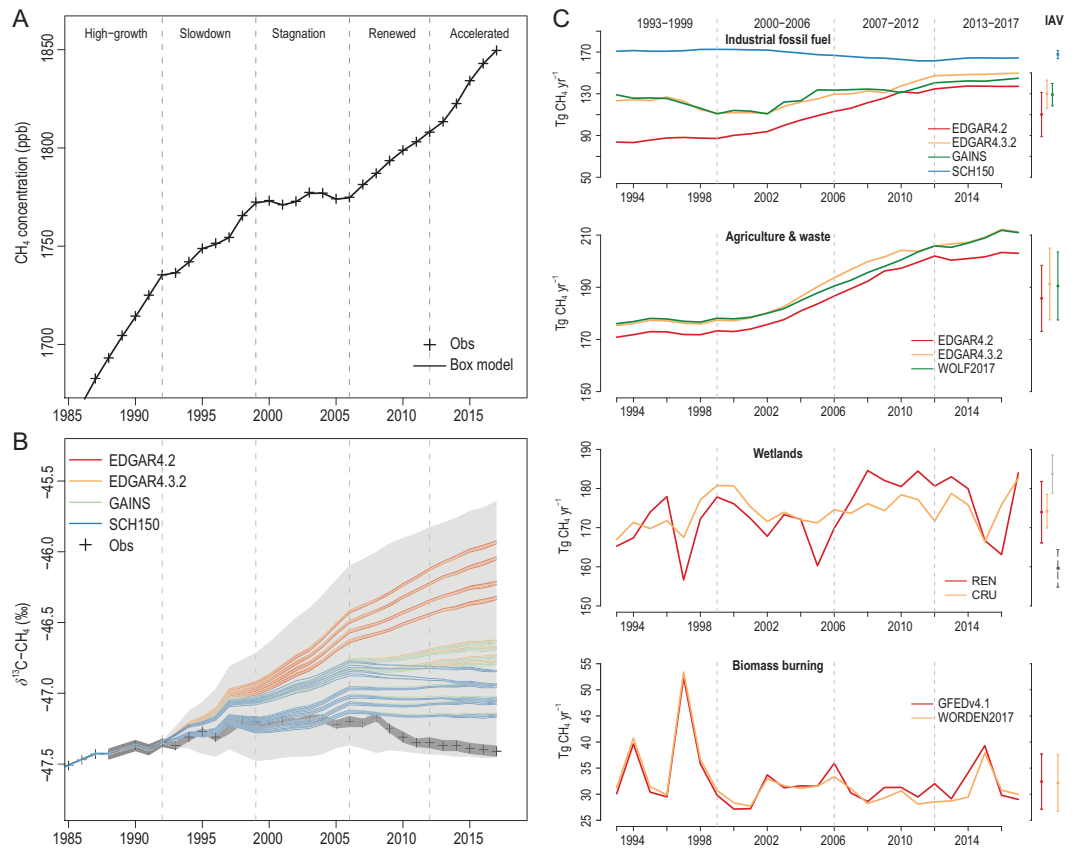 A
High-growth Slowdown Stagnation Renewed Accelerated
CH₄ concentration (ppb)
1850
1800
1750
1700
Obs
Box model
1985 1990 1995 2000 2005 2010 2015
B
EDGAR4.2
EDGAR4.3.2
GAINS
SCH150
Obs
δ¹³C−CH₄ (‰)
−45.5
−46.0
−46.5
−47.0
−47.5
1985 1990 1995 2000 2005 2010 2015
C
1993−1999 2000−2006 2007−2012 2013−2017 IAV
Industrial fossil fuel
Tg CH₄ yr⁻¹
170
130
90
50
EDGAR4.2
EDGAR4.3.2
GAINS
SCH150
1994 1998 2002 2006 2010 2014
Agriculture & waste
Tg CH₄ yr⁻¹
210
190
170
150
EDGAR4.2
EDGAR4.3.2
WOLF2017
1994 1998 2002 2006 2010 2014
Wetlands
Tg CH₄ yr⁻¹
190
180
170
160
150
REN
CRU
1994 1998 2002 2006 2010 2014
Biomass burning
Tg CH₄ yr⁻¹
55
50
45
40
35
30
25
GFEDv4.1
WORDEN2017
1994 1998 2002 2006 2010 2014